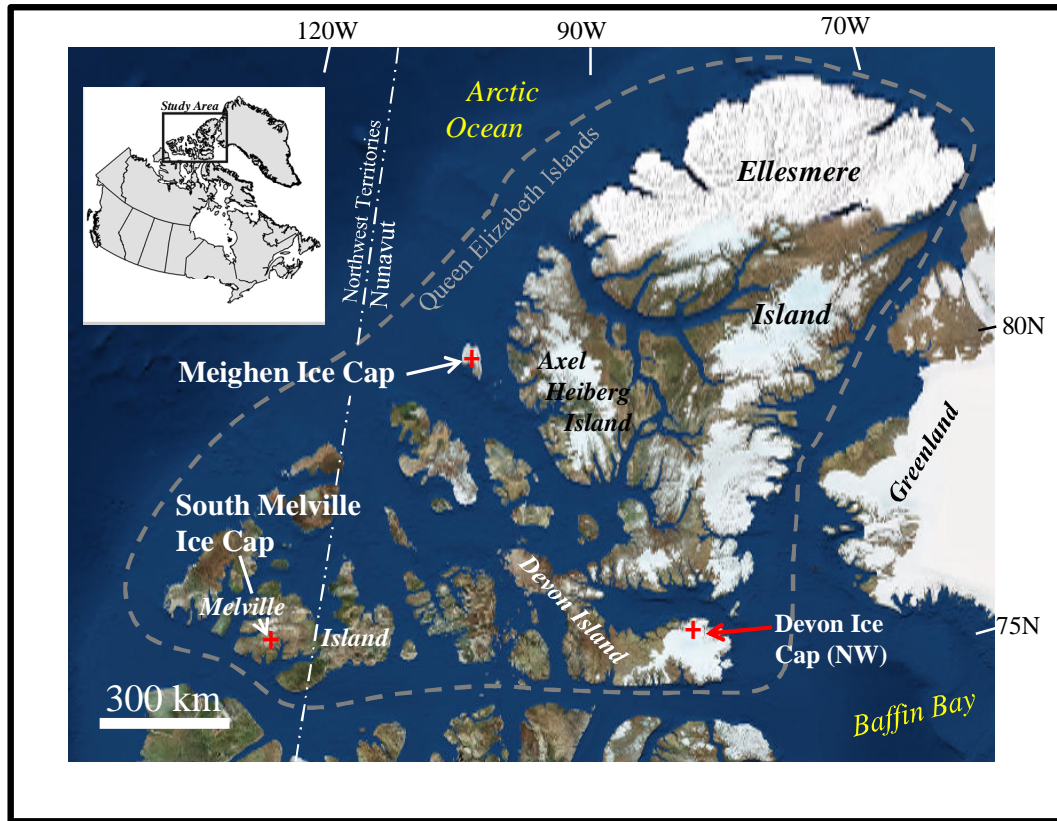 120W
90W
70W
Arctic
Ocean
Study Area
Northwest Territories
Nunavut
Queen Elizabeth Islands
Ellesmere
Island
80N
Meighen Ice Cap
Axel
Heiberg
Island
Greenland
South Melville
Ice Cap
Melville
Island
Devon Island
Devon Ice
Cap (NW)
75N
300 km
Baffin Bay